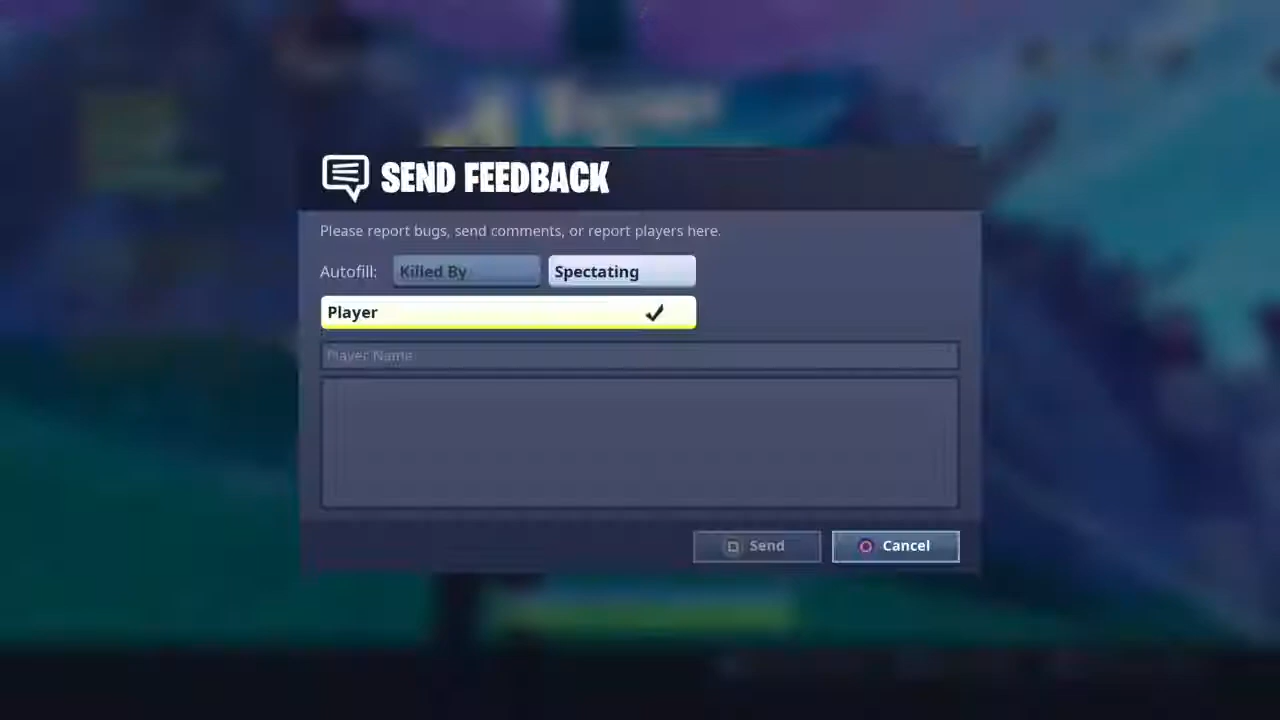 SEND FEEDBACK
Please report bugs, send comments, or report players here.
Autofill: Killed By Spectating
Player
Player Name
Send Cancel